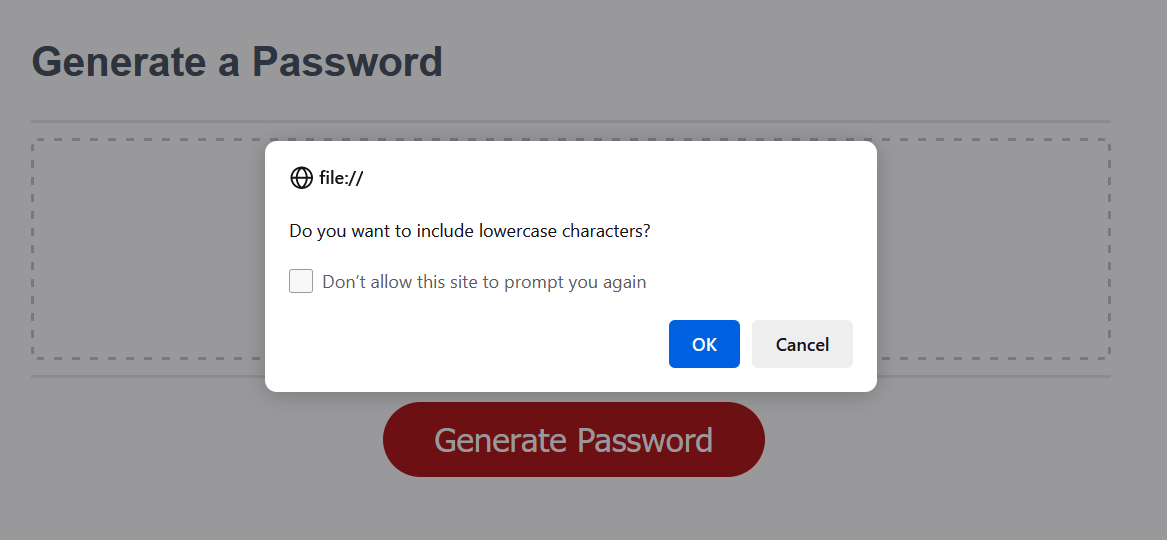 Generate a Password
file://
Do you want to include lowercase characters?
Don’t allow this site to prompt you again
OK
Cancel
Generate Password